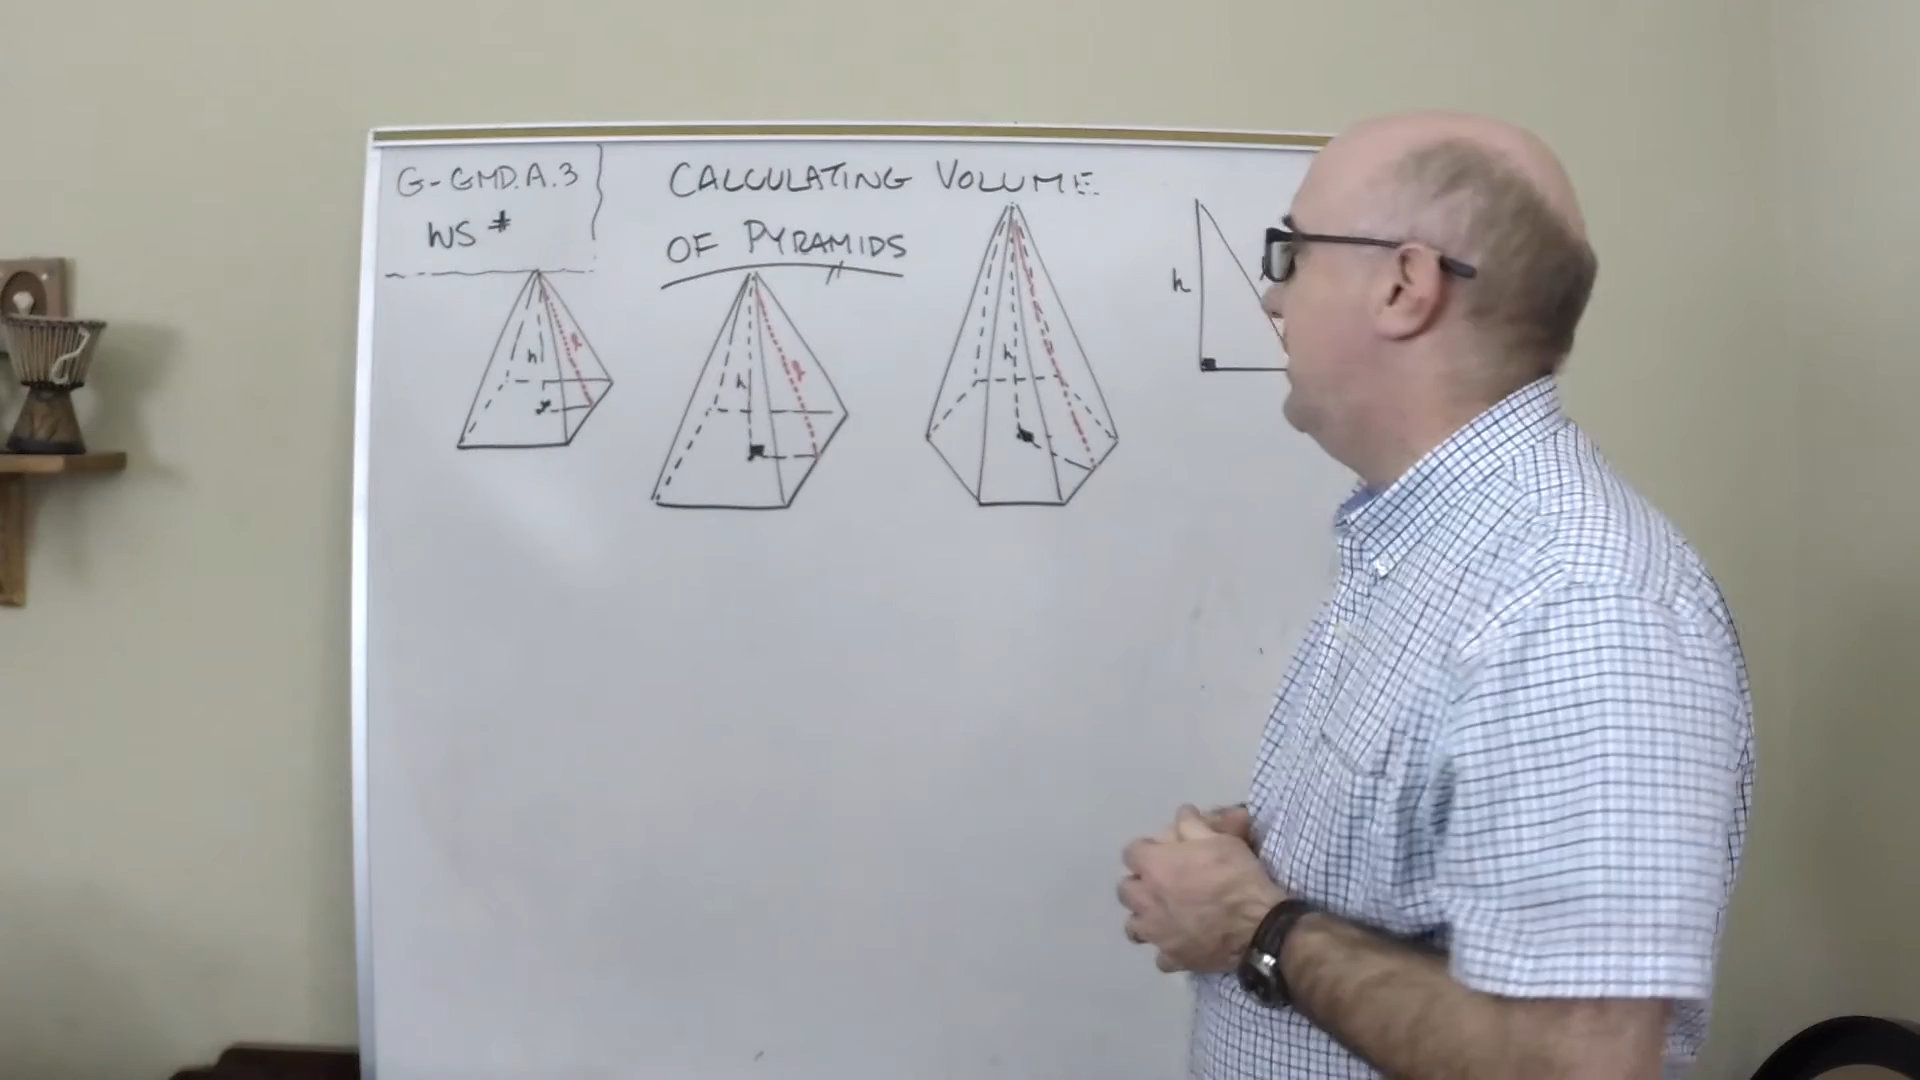 G-GMD.A.3
WS #
CALCULATING VOLUME
OF PYRAMIDS
h
h
h
h